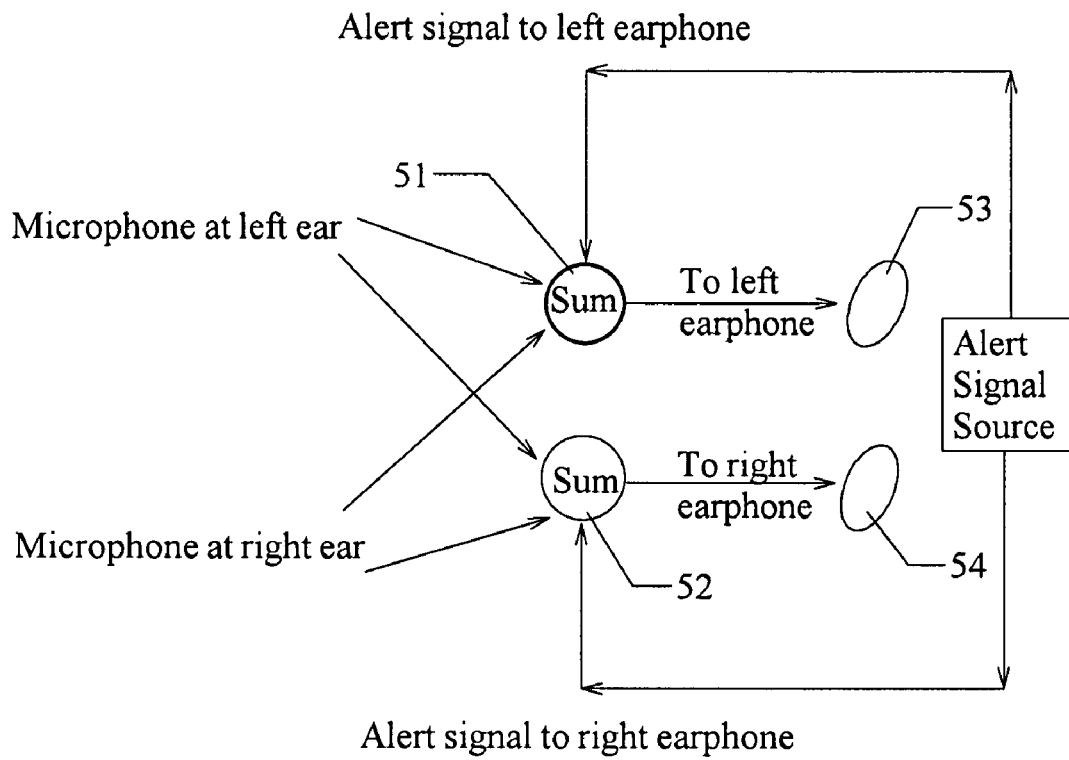 Alert signal to left earphone
51
53
Microphone at left ear
Sum
To left
earphone
Alert
Signal
Source
Sum
To right
earphone
Microphone at right ear
52
54
Alert signal to right earphone